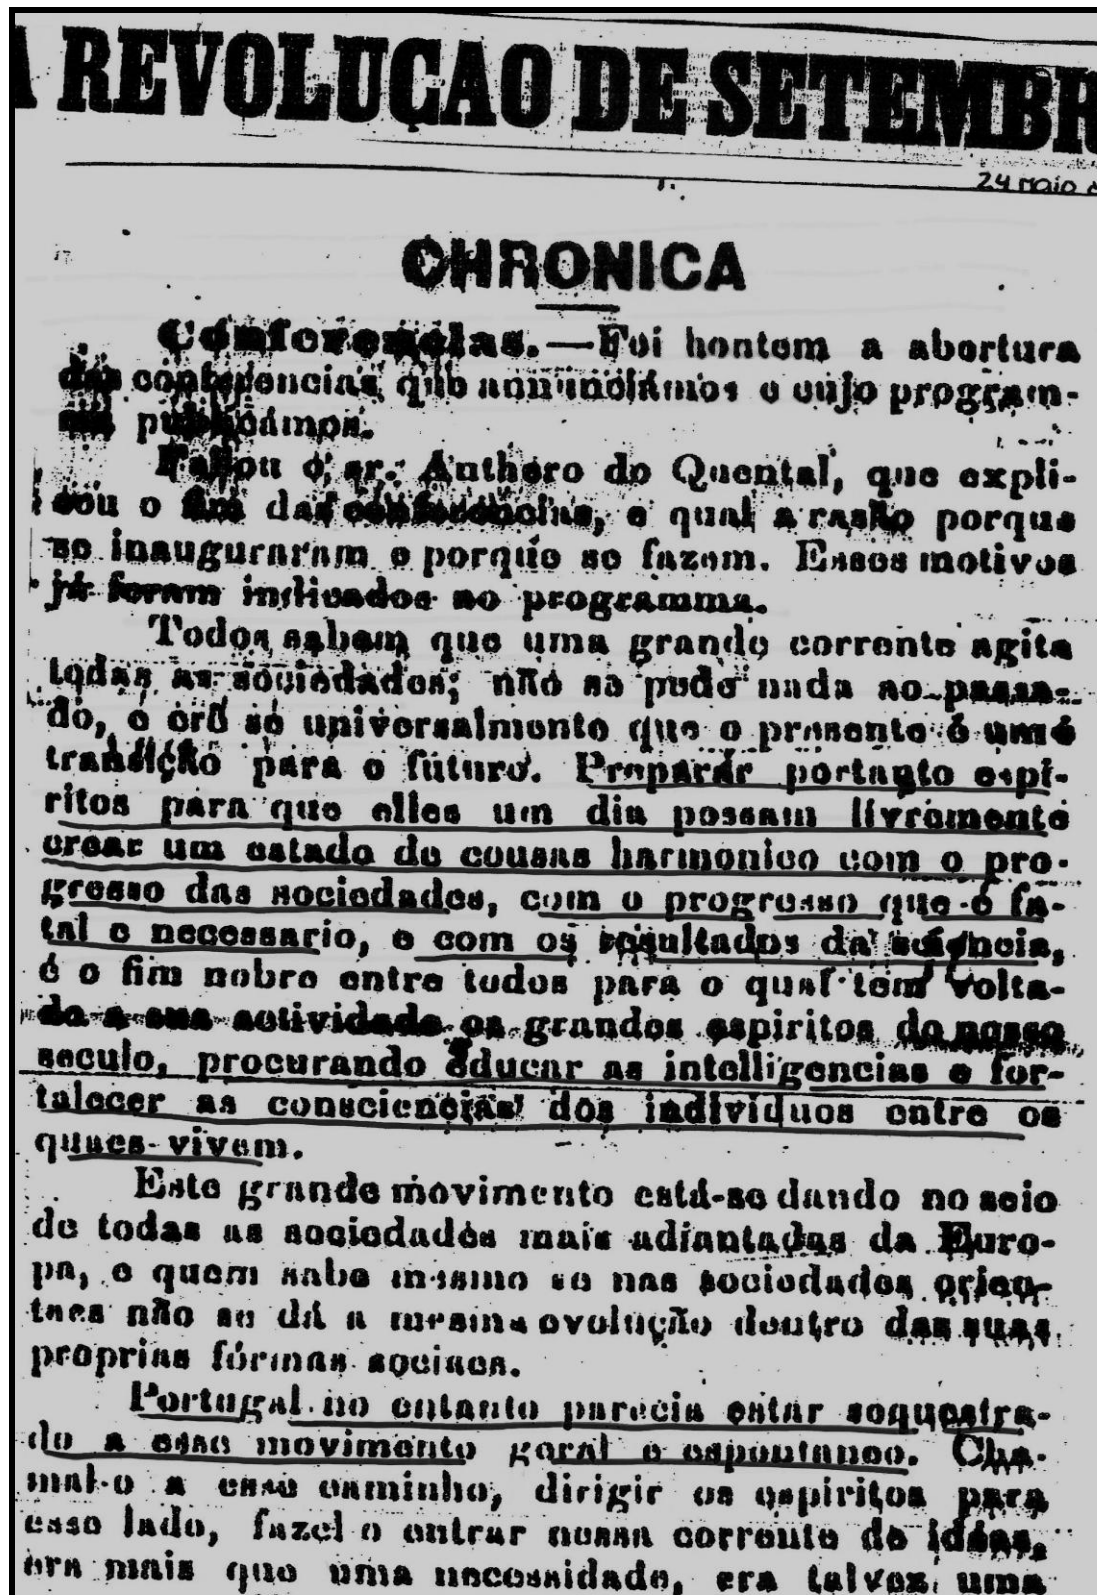 A REVOLUÇAO DE SETEMBR
24 maio
CHRONICA
Conferencias.—Foi hontem a abertura
das conferencias que annunciámos e cujo program-
ma publicámos.
Fallou o sr. Anthero do Quental, que expli-
cou o fim das conferencias, e qual a rasão porque
se inauguraram e porque se fazem. Esses motivos
já foram indicados no programma.
Todos sabem que uma grande corrente agita
todas as sociedades; não se pede nada ao passa-
do, e crê se universalmente que o presente é uma
transição para o futuro. Preparar portanto espi-
ritos para que elles um dia possam livremente
crear um estado de cousas harmonico com o pro-
gresso das sociedades, com o progresso que é fa-
tal e necessario, e com os resultados da sciencia,
é o fim nobre entre todos para o qual tem volta-
do a sua actividade os grandes espiritos do nosso
seculo, procurando educar as intelligencias e for-
talecer as consciencias dos individuos entre os
quaes vivem.
Este grande movimento está-se dando no seio
de todas as sociedades mais adiantadas da Euro-
pa, e quem sabe mesmo se nas sociedades orien-
taes não se dá a mesma evolução dentro das suas
proprias fórmas sociaes.
Portugal no entanto parecia estar sequestra-
do a esse movimento geral e espontaneo. Cha-
mal-o a esse caminho, dirigir os espiritos para
esse lado, fazel o entrar nessa corrente de idéas,
era mais que uma necessidade, era talvez uma